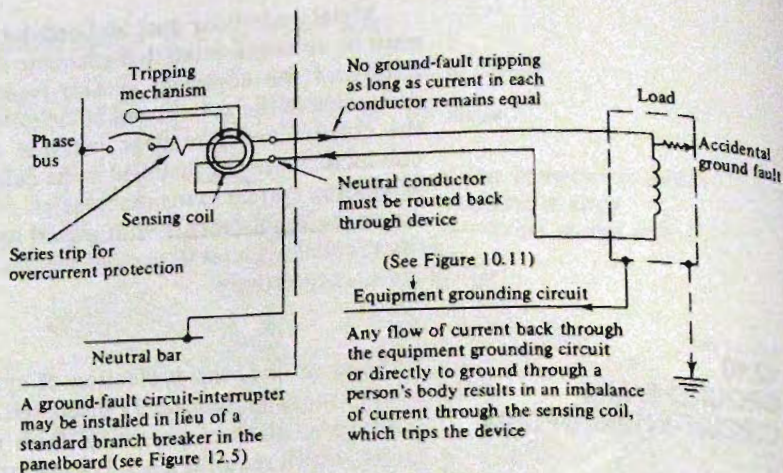 Tripping
mechanism
No ground-fault tripping
as long as current in each
conductor remains equal
Load
Phase
bus
Accidental
ground fault
Sensing coil
Neutral conductor
must be routed back
through device
Series trip for
overcurrent protection
(See Figure 10.11)
Equipment grounding circuit
Neutral bar
Any flow of current back through
the equipment grounding circuit
or directly to ground through a
person's body results in an imbalance
of current through the sensing coil,
which trips the device
A ground-fault circuit-interrupter
may be installed in lieu of a
standard branch breaker in the
panelboard (see Figure 12.5)